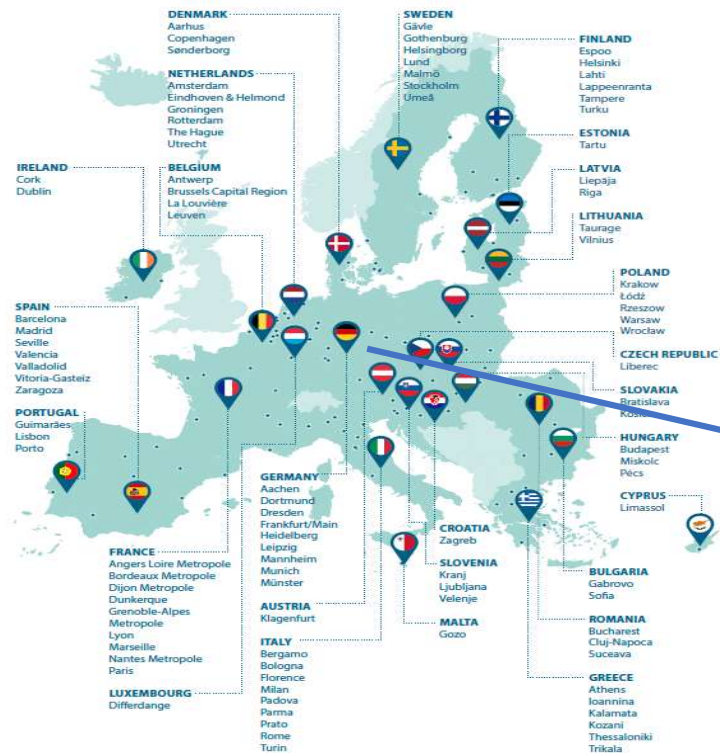 DENMARK
Aarhus
Copenhagen
Sønderborg
SWEDEN
Gävle
Gothenburg
Helsingborg
Lund
Malmö
Stockholm
Umeå
FINLAND
Espoo
Helsinki
Lahti
Lappeenranta
Tampere
Turku
NETHERLANDS
Amsterdam
Eindhoven & Helmond
Groningen
Rotterdam
The Hague
Utrecht
ESTONIA
Tartu
IRELAND
Cork
Dublin
BELGIUM
Antwerp
Brussels Capital Region
La Louvière
Leuven
LATVIA
Liepāja
Riga
LITHUANIA
Taurage
Vilnius
POLAND
Krakow
Łódź
Rzeszow
Warsaw
Wrocław
SPAIN
Barcelona
Madrid
Seville
Valencia
Valladolid
Vitoria-Gasteiz
Zaragoza
CZECH REPUBLIC
Liberec
SLOVAKIA
Bratislava
PORTUGAL
Guimarães
Lisbon
Porto
HUNGARY
Budapest
Miskolc
Pécs
GERMANY
Aachen
Dortmund
Dresden
Frankfurt/Main
Heidelberg
Leipzig
Mannheim
Munich
Münster
CYPRUS
Limassol
CROATIA
Zagreb
FRANCE
Angers Loire Metropole
Bordeaux Metropole
Dijon Metropole
Dunkerque
Grenoble-Alpes
Metropole
Lyon
Marseille
Nantes Metropole
Paris
SLOVENIA
Kranj
Ljubljana
Velenje
BULGARIA
Gabrovo
Sofia
AUSTRIA
Klagenfurt
MALTA
Gozo
ROMANIA
Bucharest
Cluj-Napoca
Suceava
ITALY
Bergamo
Bologna
Florence
Milan
Padova
Parma
Prato
Rome
Turin
GREECE
Athens
Ioannina
Kalamata
Kozani
Thessaloniki
Trikala
LUXEMBOURG
Differdange